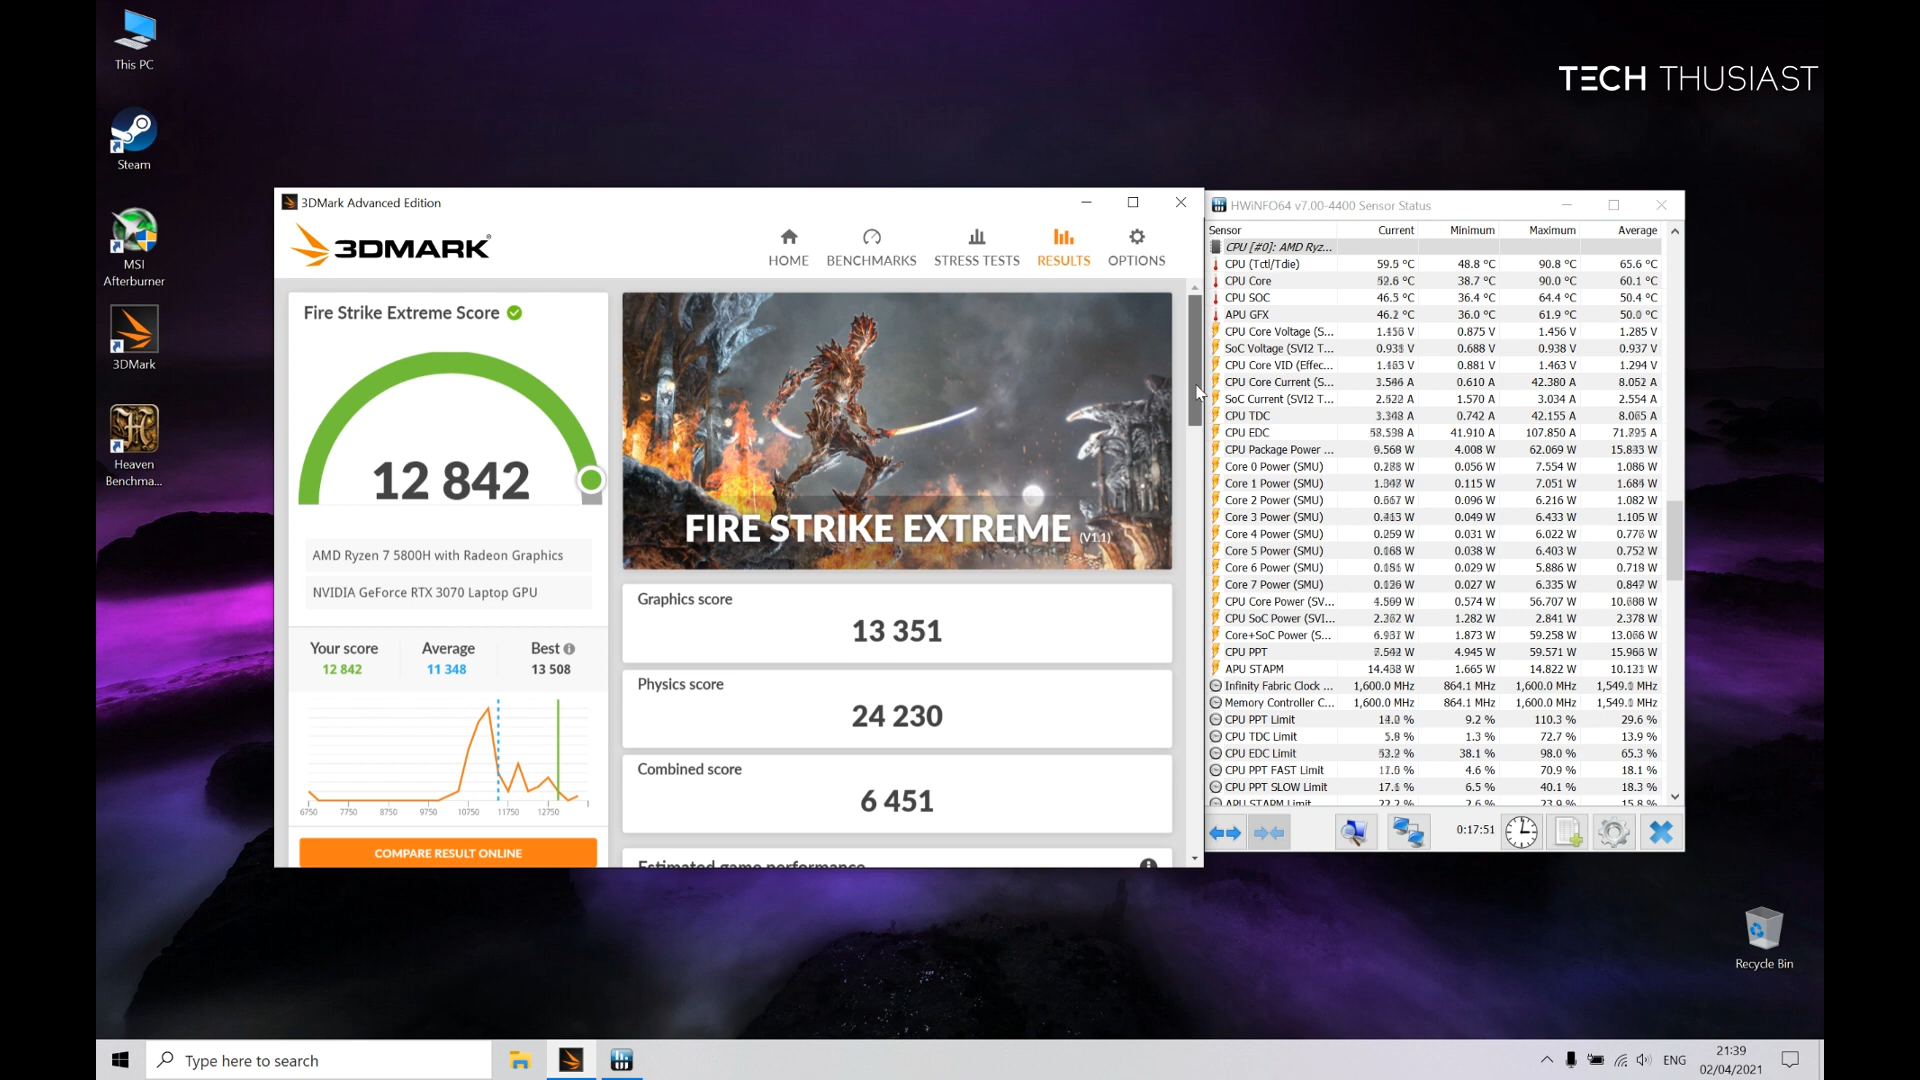 This PC
Steam
MSI
Afterburner
3DMark
Heaven
Benchma...
TECH THUSIAST
3DMark Advanced Edition
3DMARK®
HOME
BENCHMARKS
STRESS TESTS
RESULTS
OPTIONS
Fire Strike Extreme Score
12 842
AMD Ryzen 7 5800H with Radeon Graphics
NVIDIA GeForce RTX 3070 Laptop GPU
Your score Average Best
12 842 11 348 13 508
6750 7750 8750 9750 10750 11750 12750
COMPARE RESULT ONLINE
FIRE STRIKE EXTREME (V1.1)
Graphics score
13 351
Physics score
24 230
Combined score
6 451
Estimated game performance
HWiNFO64 v7.00-4400 Sensor Status
Sensor Current Minimum Maximum Average
CPU [#0]: AMD Ryz...
CPU (Tctl/Tdie) 48.8 °C 90.8 °C 65.6 °C
CPU Core 38.7 °C 90.0 °C 60.1 °C
CPU SOC 46.5 °C 36.4 °C 64.4 °C 50.4 °C
APU GFX 36.0 °C 61.9 °C 50.0 °C
CPU Core Voltage (S... 0.875 V 1.456 V 1.285 V
SoC Voltage (SVI2 T... 0.688 V 0.938 V 0.937 V
CPU Core VID (Effec... 0.881 V 1.463 V 1.294 V
CPU Core Current (S... 0.610 A 42.380 A 8.052 A
SoC Current (SVI2 T... 1.570 A 3.034 A 2.554 A
CPU TDC 0.742 A 42.155 A
CPU EDC 41.910 A 107.850 A
CPU Package Power ... 9.568 W 4.008 W 62.069 W
Core 0 Power (SMU) 0.056 W 7.554 W 1.086 W
Core 1 Power (SMU) 0.115 W 7.051 W
Core 2 Power (SMU) 0.096 W 6.216 W 1.082 W
Core 3 Power (SMU) 0.049 W 6.433 W 1.105 W
Core 4 Power (SMU) 0.259 W 0.031 W 6.022 W
Core 5 Power (SMU) 0.038 W 6.403 W 0.752 W
Core 6 Power (SMU) 0.029 W 5.886 W
Core 7 Power (SMU) 0.027 W 6.335 W
CPU Core Power (SV... 0.574 W 56.707 W
CPU SoC Power (SVI... 1.282 W 2.841 W 2.378 W
Core+SoC Power (S... 1.873 W 59.258 W
CPU PPT 4.945 W 59.571 W
APU STAPM 1.665 W 14.822 W 10.131 W
Infinity Fabric Clock ... 1,600.0 MHz 864.1 MHz 1,600.0 MHz
Memory Controller C... 1,600.0 MHz 864.1 MHz 1,600.0 MHz
CPU PPT Limit 9.2 % 110.3 % 29.6 %
CPU TDC Limit 1.3 % 72.7 % 13.9 %
CPU EDC Limit 38.1 % 98.0 % 65.3 %
CPU PPT FAST Limit 4.6 % 70.9 % 18.1 %
CPU PPT SLOW Limit 6.5 % 40.1 % 18.3 %
APU STAPM Limit 22.2 % 2.6 % 23.9 % 15.8 %
0:17:51
Recycle Bin
Type here to search
ENG
21:39
02/04/2021